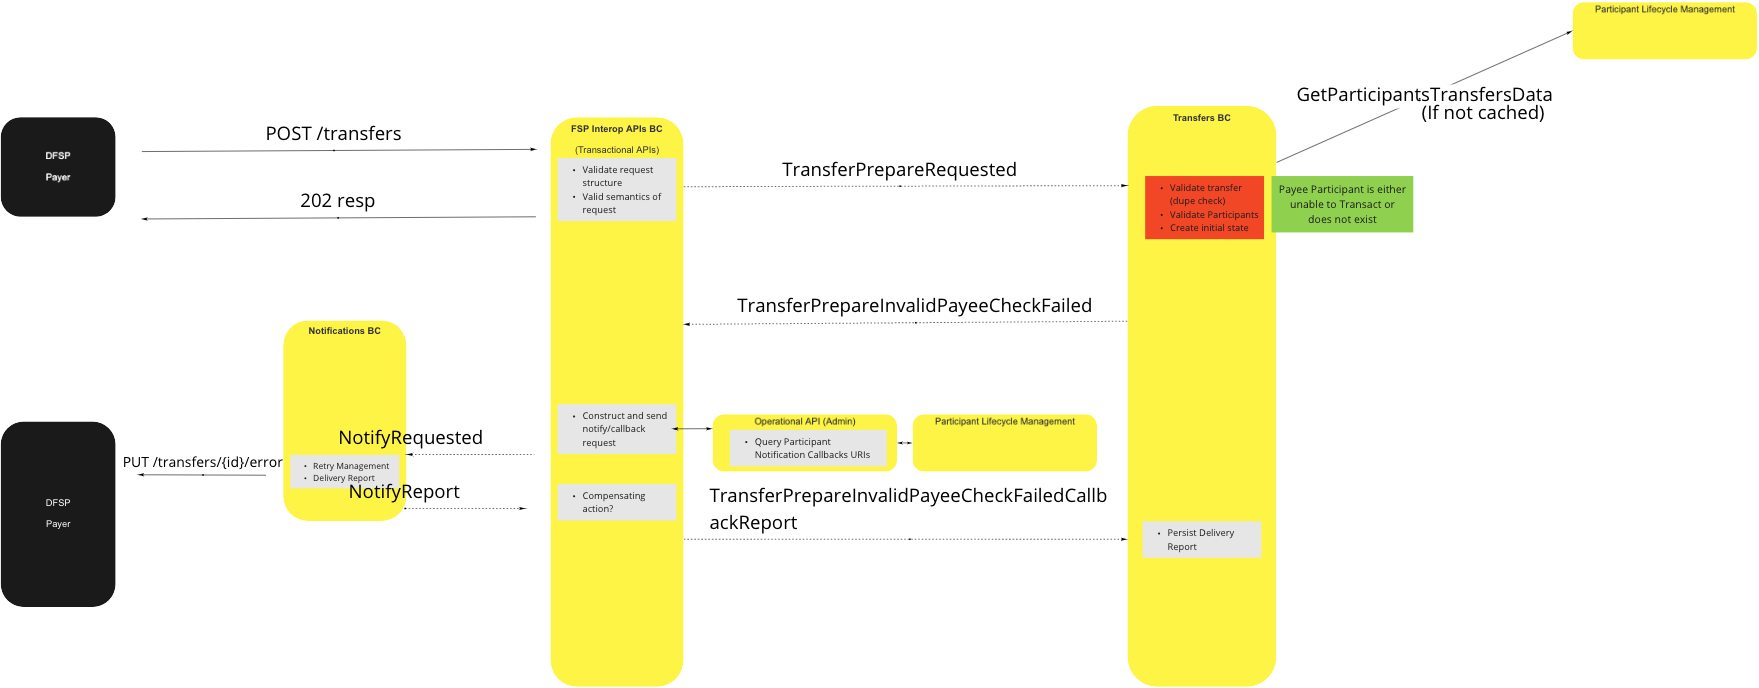 Participant Lifecycle Management
GetParticipantsTransfersData
(If not cached)
DFSP
Payer
POST /transfers
202 resp
FSP Interop APIs BC
(Transactional APIs)
• Validate request
structure
• Valid semantics of
request
TransferPrepareRequested
Transfers BC
• Validate transfer
(dupe check)
• Validate Participants
• Create initial state
Payee Participant is either
unable to Transact or
does not exist
TransferPrepareInvalidPayeeCheckFailed
Notifications BC
• Construct and send
notify/callback
request
Operational API (Admin)
• Query Participant
Notification Callbacks URIs
Participant Lifecycle Management
NotifyRequested
PUT /transfers/{id}/error
• Retry Management
• Delivery Report
NotifyReport
DFSP
Payer
• Compensating
action?
TransferPrepareInvalidPayeeCheckFailedCallb
ackReport
• Persist Delivery
Report